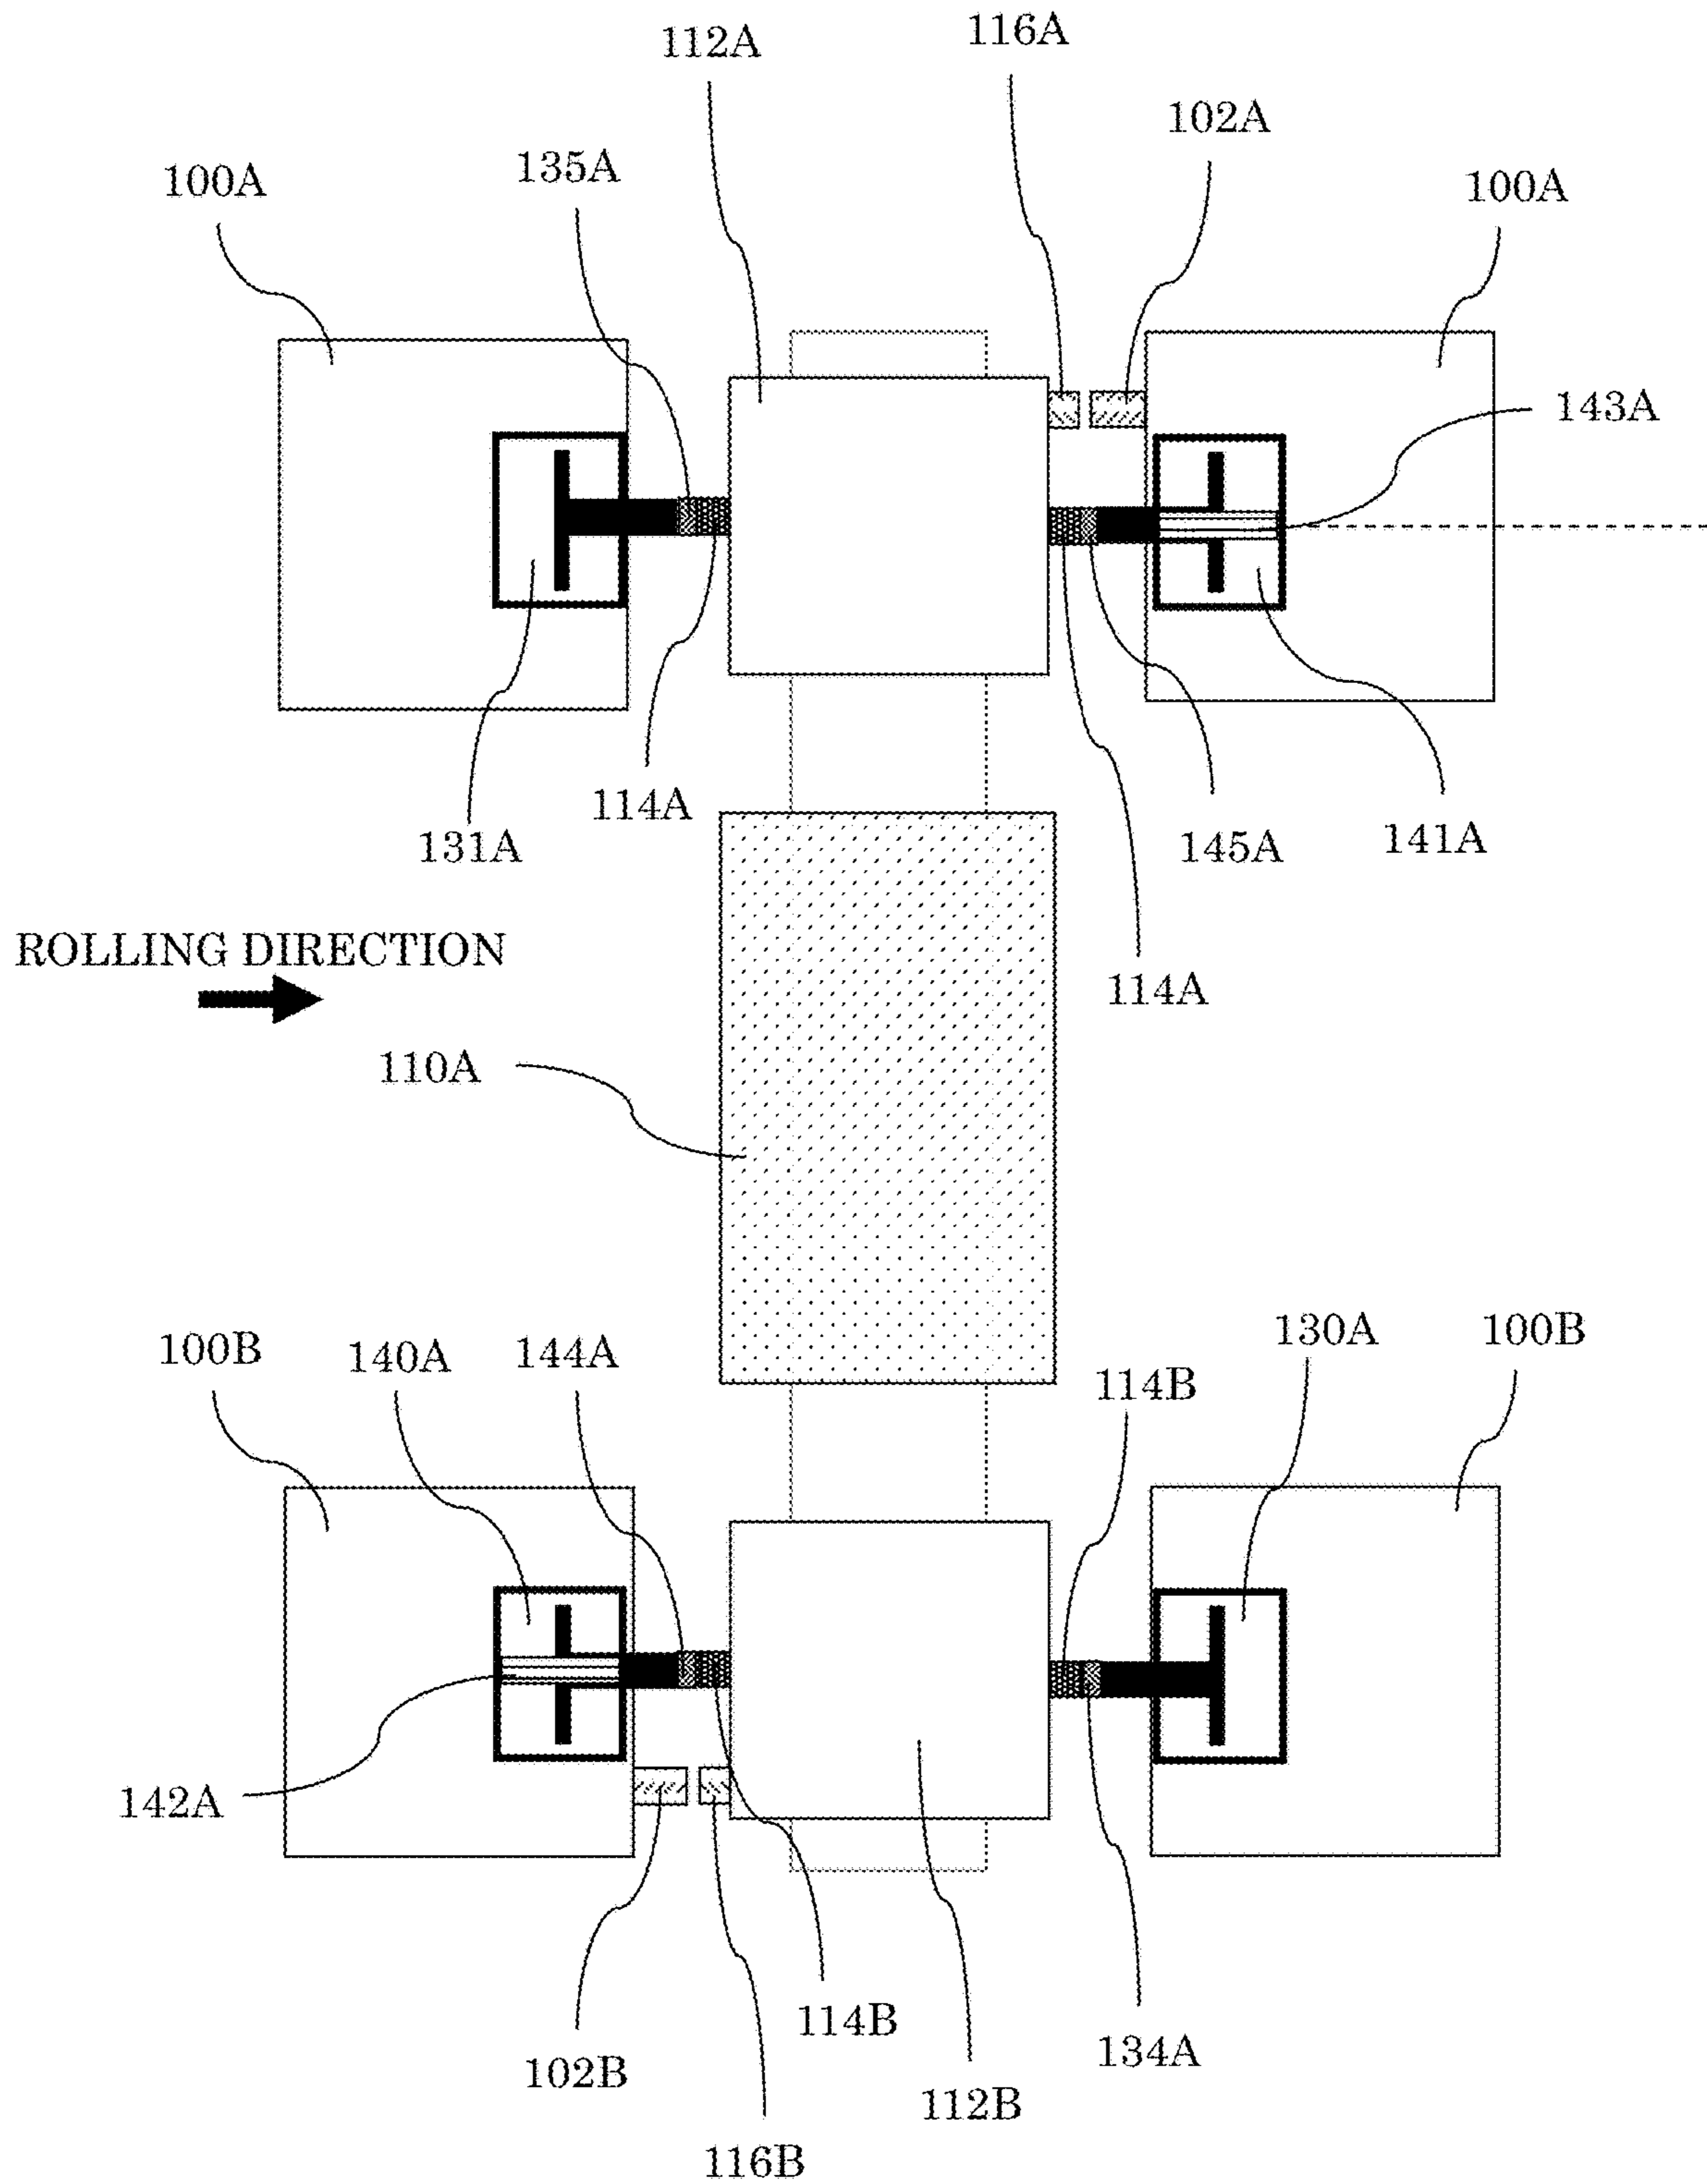 116A
112A
102A
135A
100A
100A
143A
114A
131A
145A
141A
ROLLING DIRECTION
114A
110A
130A
100B
100B
140A
144A
114B
142A
114B
134A
102B
112B
116B